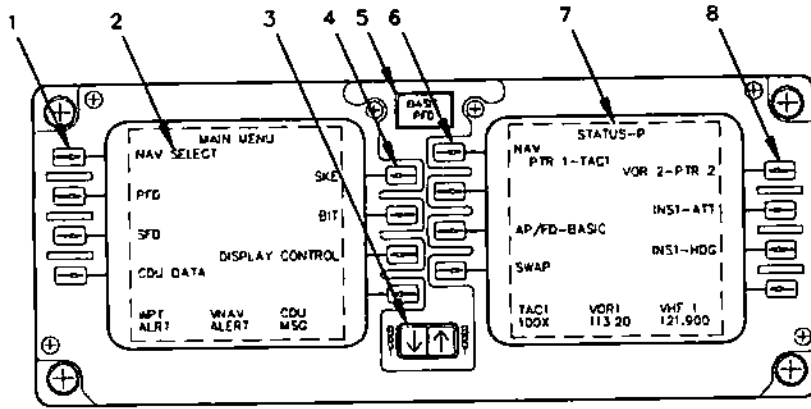 1 2 3 4 5 6 7 8
BASIC
PFD
MAIN MENU
NAV SELECT
SKE
PFD
BIT
SFD
DISPLAY CONTROL
CDU DATA
WPT VNAV CDU
ALRT ALERT MSG
STATUS-P
NAV
PTR 1-TAC1
VOR 2-PTR 2
INS1-ATT
AP/FD-BASIC
INS1-HDG
SWAP
TAC1 VOR1 VHF 1
100X 113.20 121.900